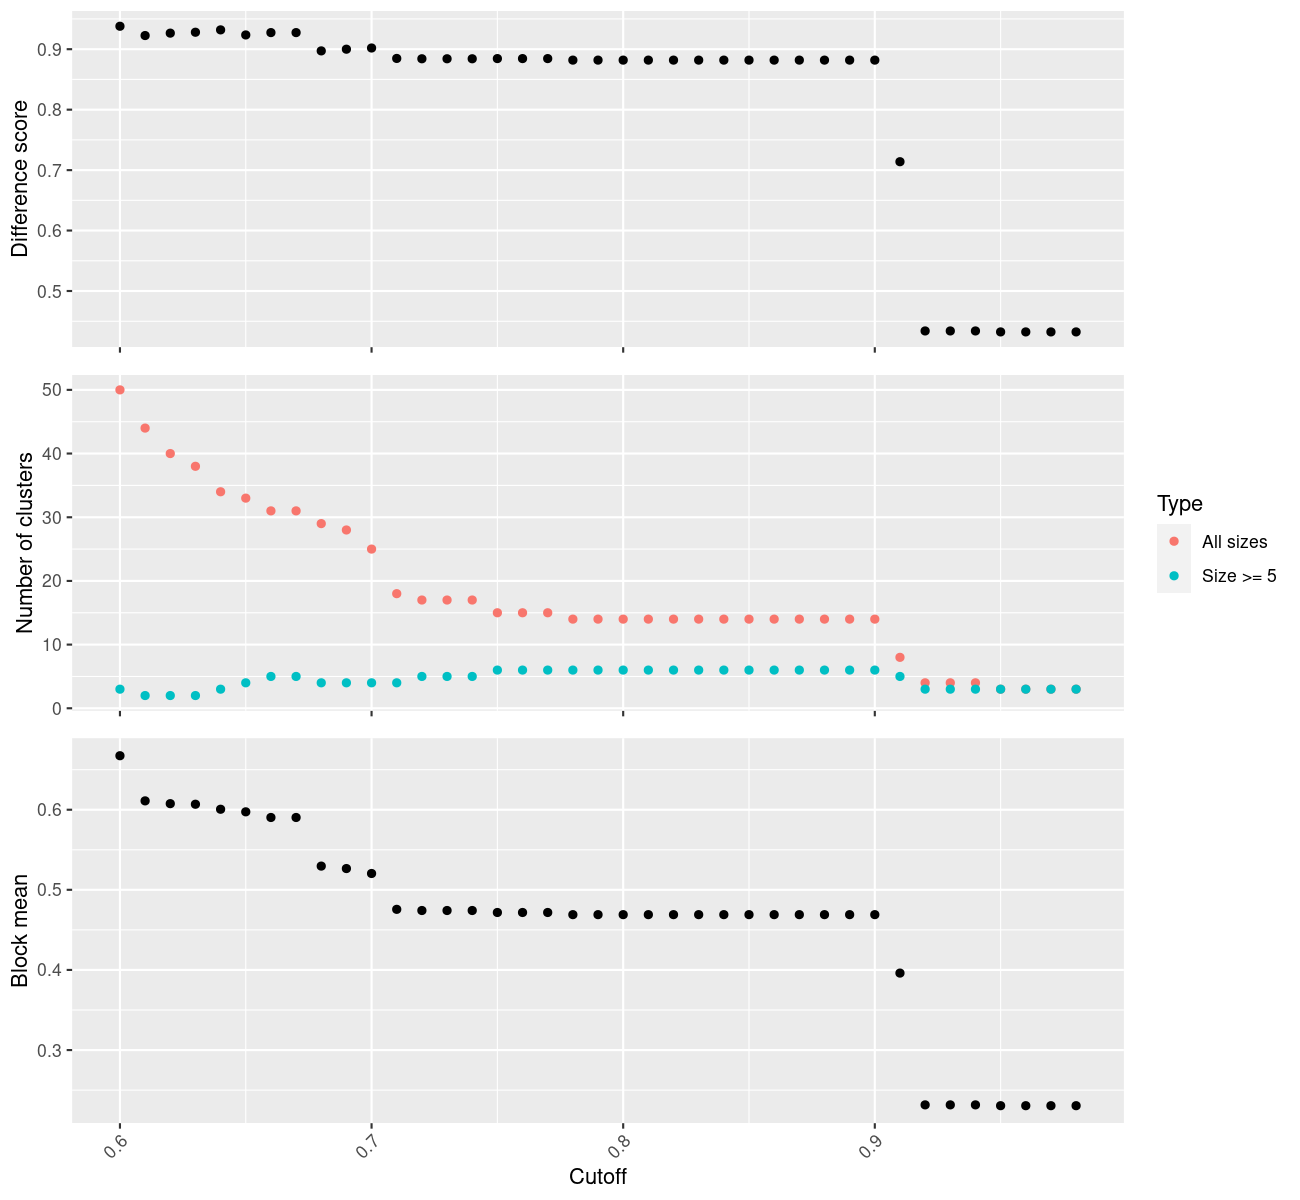 Difference score
0.9
0.8
0.7
0.6
0.5
Number of clusters
50
40
30
20
10
0
Type
All sizes
Size >= 5
Block mean
0.6
0.5
0.4
0.3
0.6
0.7
0.8
0.9
Cutoff